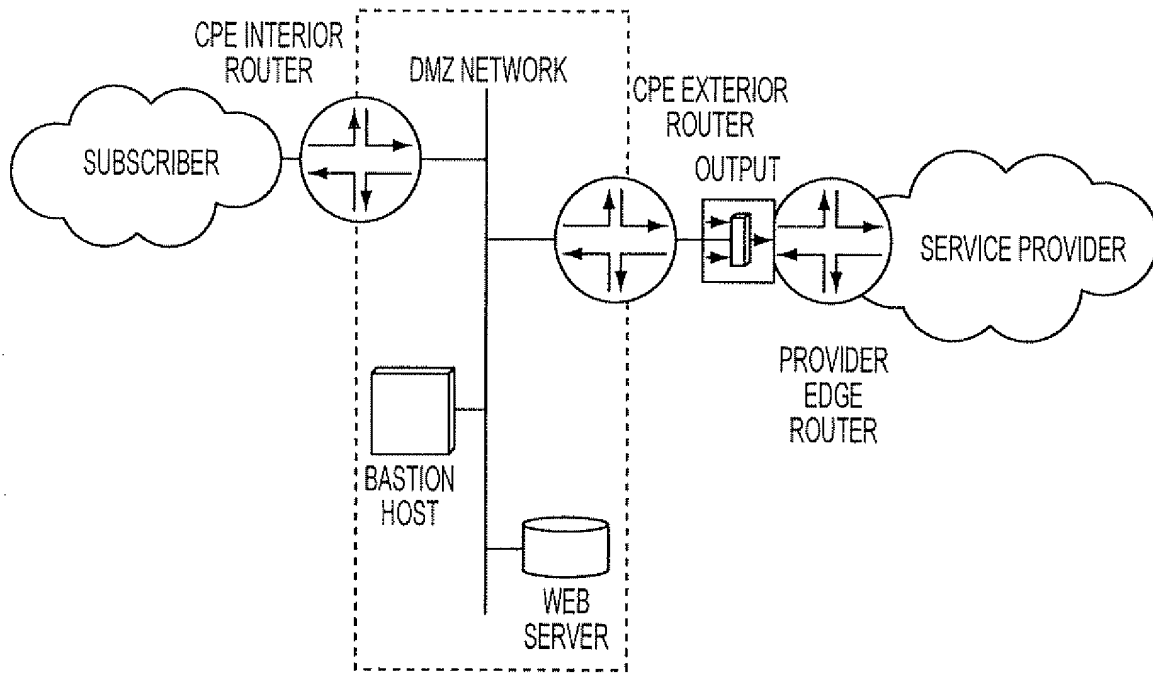 CPE INTERIOR
ROUTER
DMZ NETWORK
CPE EXTERIOR
ROUTER
SUBSCRIBER
OUTPUT
SERVICE PROVIDER
PROVIDER
EDGE
ROUTER
BASTION
HOST
WEB
SERVER